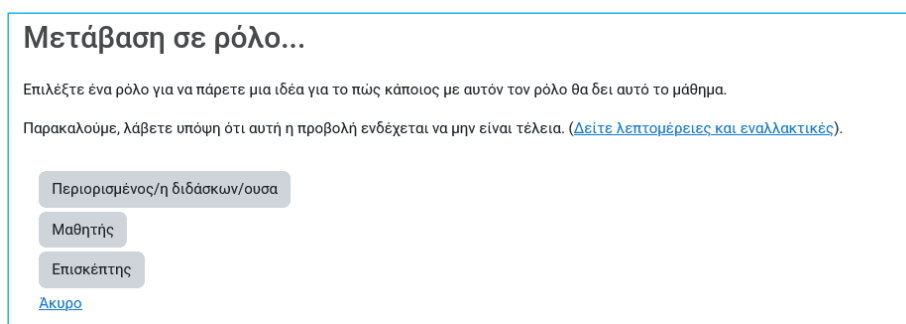 Μετάβαση σε ρόλο...
Επιλέξτε ένα ρόλο για να πάρετε μια ιδέα για το πώς κάποιος με αυτόν τον ρόλο θα δει αυτό το μάθημα.
Παρακαλούμε, λάβετε υπόψη ότι αυτή η προβολή ενδέχεται να μην είναι τέλεια. (Δείτε λεπτομέρειες και εναλλακτικές).
Περιορισμένος/η διδάσκων/ουσα
Μαθητής
Επισκέπτης
Άκυρο